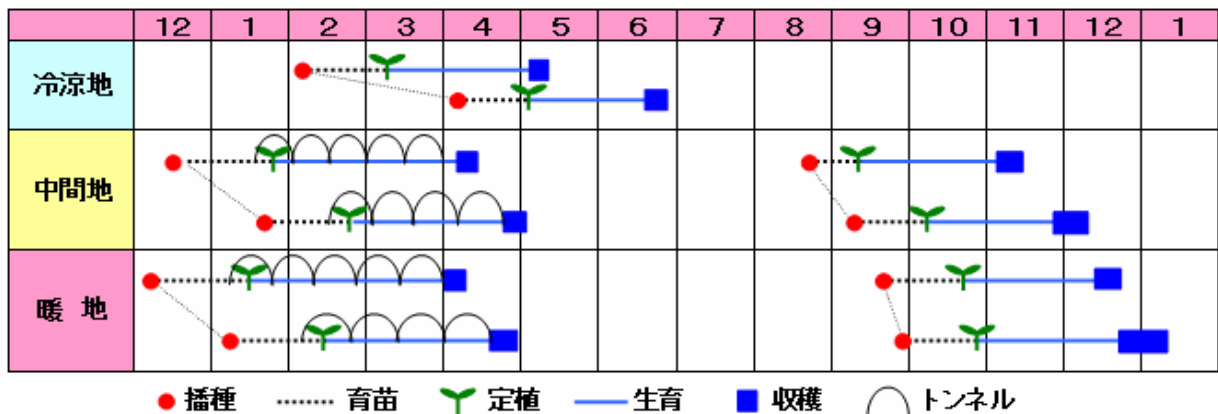 12 1 2 3 4 5 6 7 8 9 10 11 12 1
冷涼地
中間地
暖 地
播種 育苗 定植 生育 収穫 トンネル